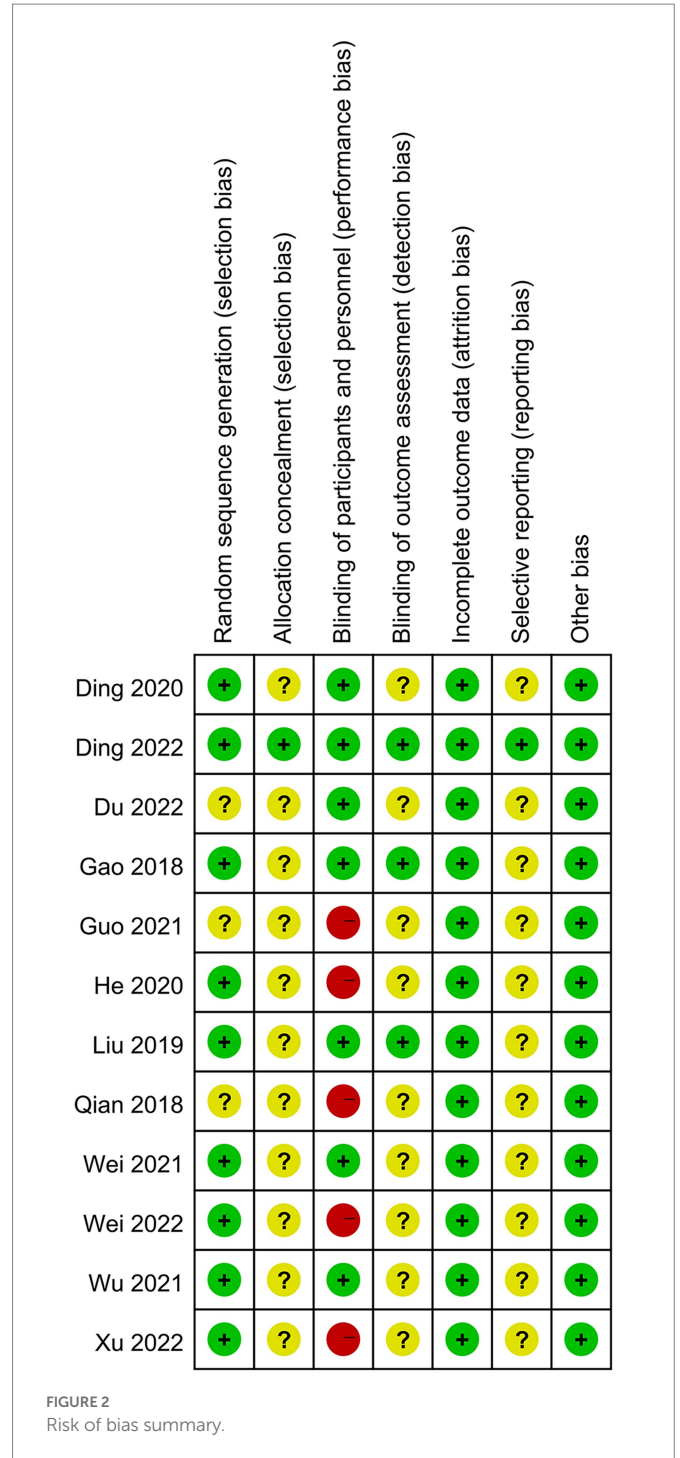 Random sequence generation (selection bias)
Allocation concealment (selection bias)
Blinding of participants and personnel (performance bias)
Blinding of outcome assessment (detection bias)
Incomplete outcome data (attrition bias)
Selective reporting (reporting bias)
Other bias
Ding 2020 + ? + ? + ? +
Ding 2022 + + + + + + +
Du 2022 ? ? + ? + ? +
Gao 2018 + ? + + + ? +
Guo 2021 ? ? − ? + ? +
He 2020 + ? − ? + ? +
Liu 2019 + ? + + + ? +
Qian 2018 ? ? − ? + ? +
Wei 2021 + ? + ? + ? +
Wei 2022 + ? − ? + ? +
Wu 2021 + ? + ? + ? +
Xu 2022 + ? − ? + ? +
FIGURE 2
Risk of bias summary.